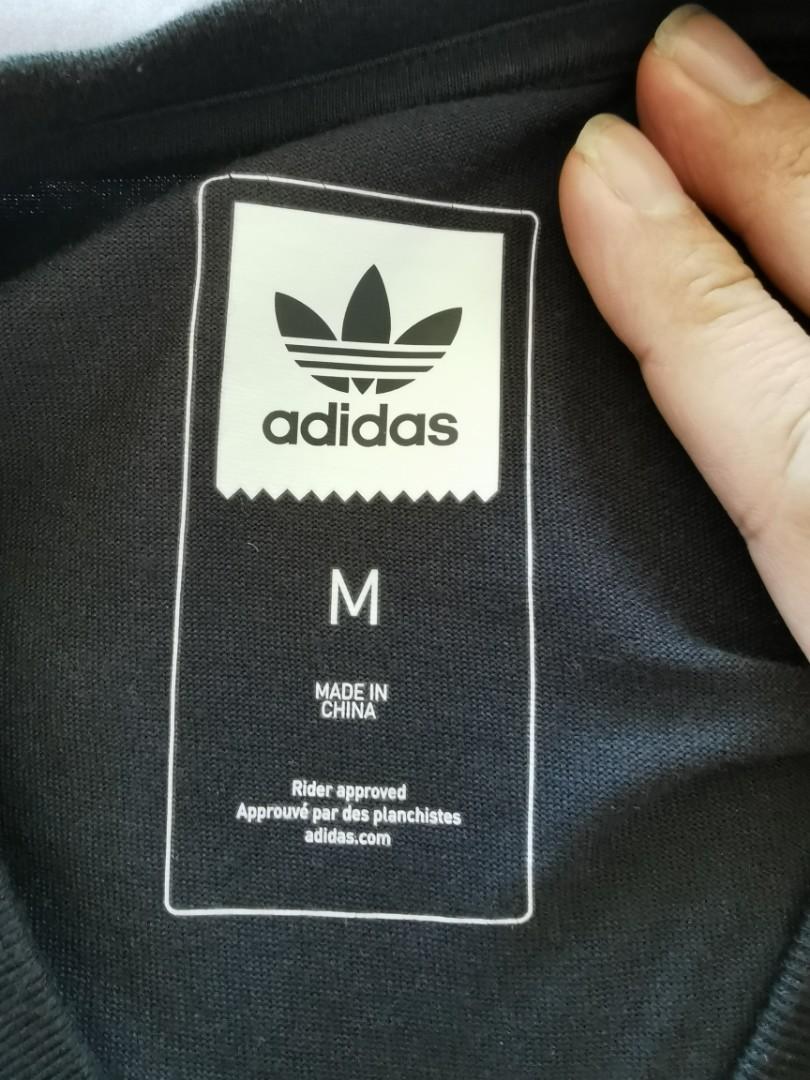 adidas
M
MADE IN
CHINA
Rider approved
Approuvé par des planchistes
adidas.com